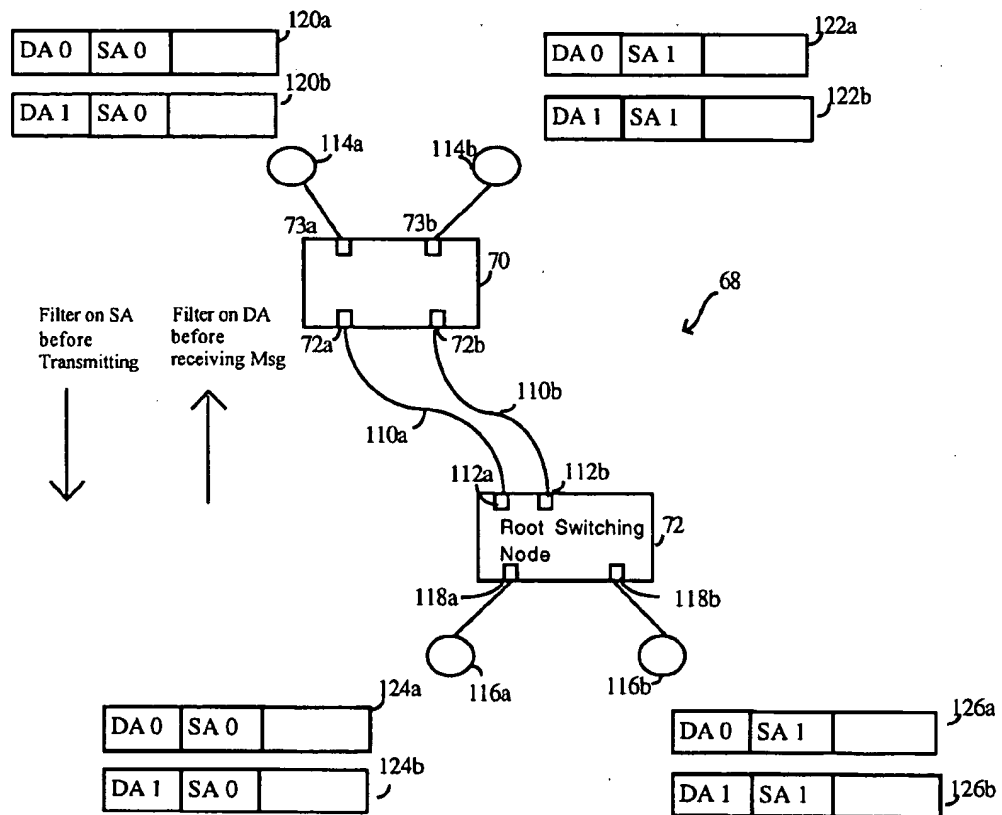 120a
DA 0 SA 0
120b
DA 1 SA 0
122a
DA 0 SA 1
122b
DA 1 SA 1
114a
114b
73a
73b
70
68
Filter on SA
before
Transmitting
Filter on DA
before
receiving Msg
72a
72b
110b
110a
112a
112b
Root Switching
Node
72
118a
118b
116a
116b
124a
DA 0 SA 0
124b
DA 1 SA 0
126a
DA 0 SA 1
126b
DA 1 SA 1